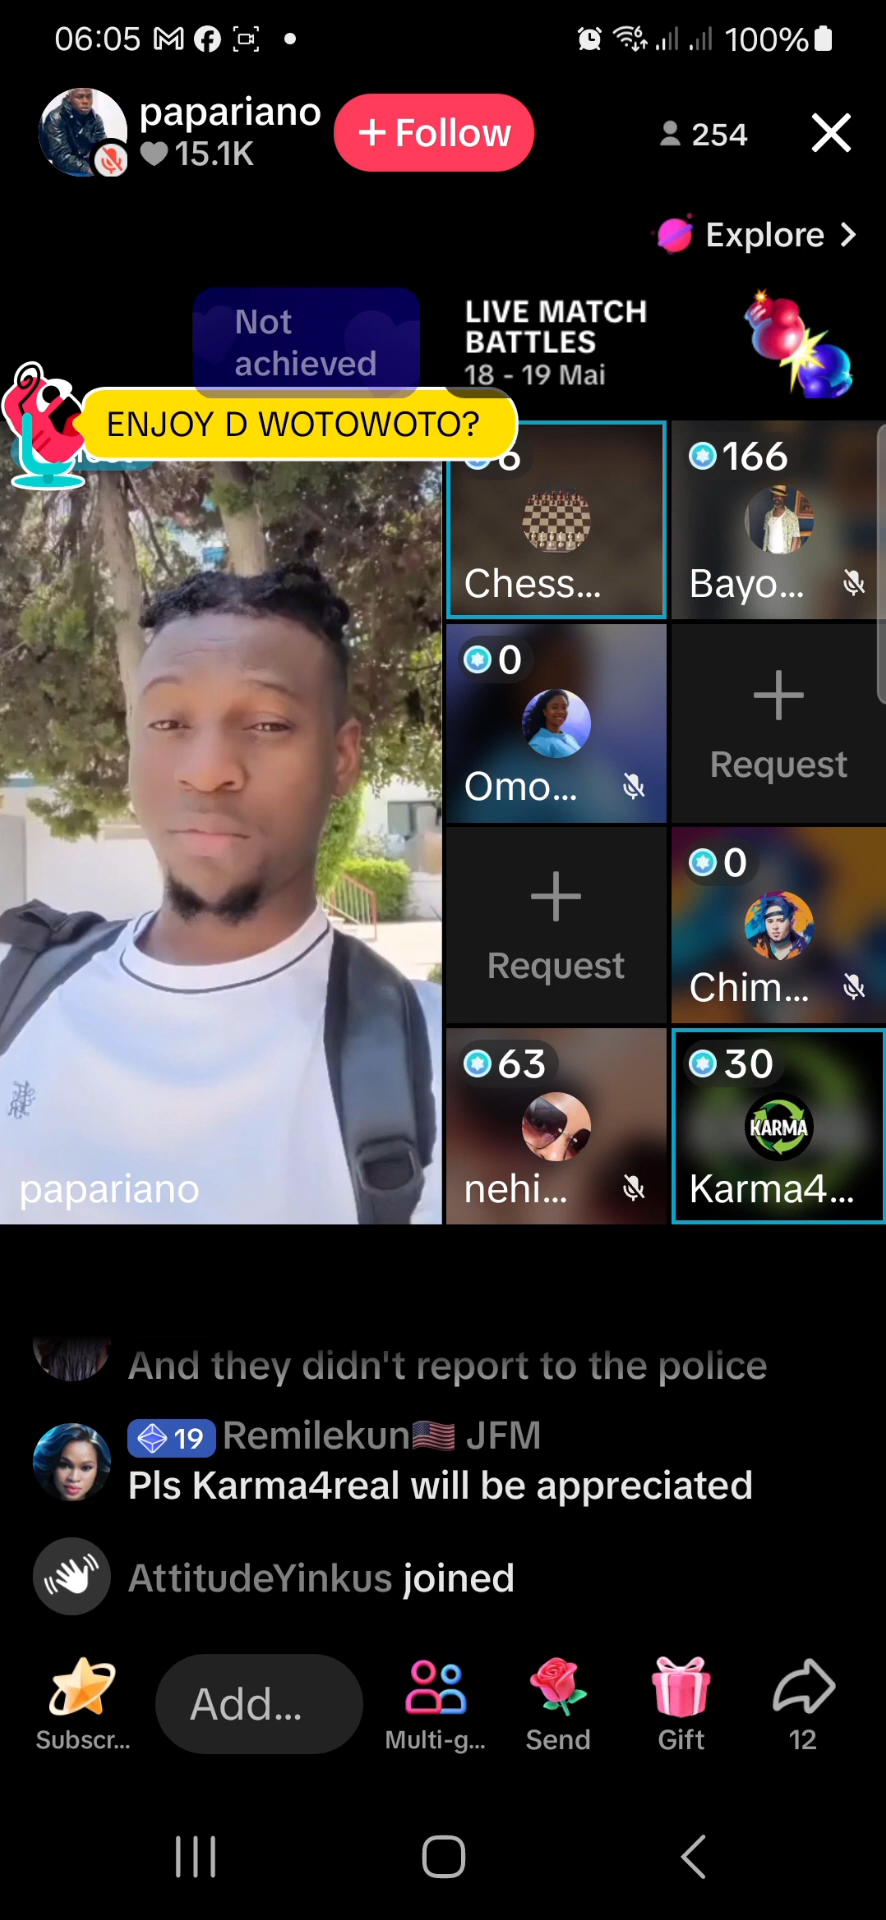 06:05
100%
papariano
15.1K
+ Follow
254
Explore
Not
achieved
LIVE MATCH
BATTLES
18 - 19 Mai
ENJOY D WOTOWOTO?
6
166
Chess...
Bayo...
0
Omo...
Request
Request
0
Chim...
63
30
KARMA
papariano
nehi...
Karma4...
And they didn't report to the police
19 Remilekun🇺🇸 JFM
Pls Karma4real will be appreciated
AttitudeYinkus joined
Add...
Subscr...
Multi-g...
Send
Gift
12